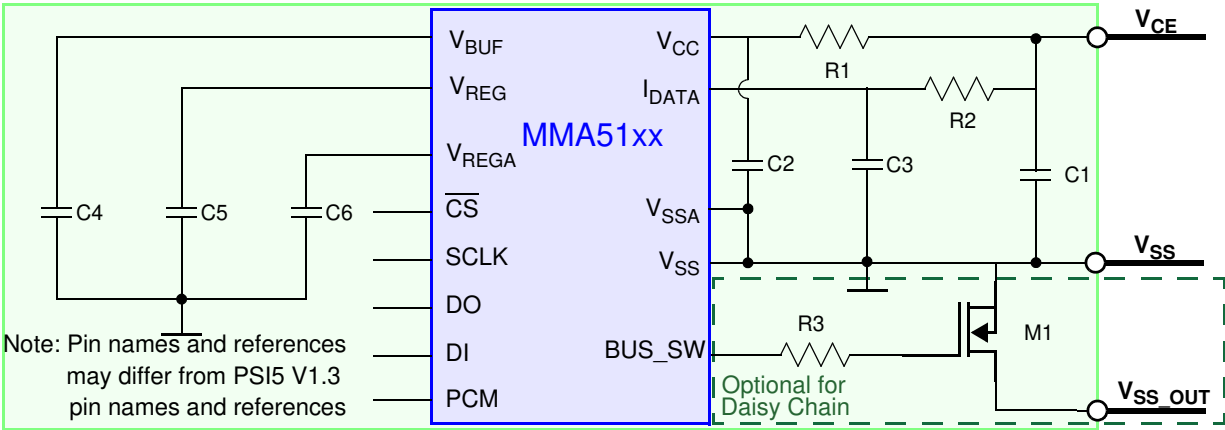 V_CE
V_BUF
V_CC
R1
V_REG
I_DATA
R2
MMA51xx
V_REGA
C2
C3
C1
C4
C5
C6
CS
V_SSA
V_SS
SCLK
V_SS
DO
R3
M1
Note: Pin names and references
may differ from PSI5 V1.3
pin names and references
DI
BUS_SW
PCM
Optional for
Daisy Chain
V_SS_OUT